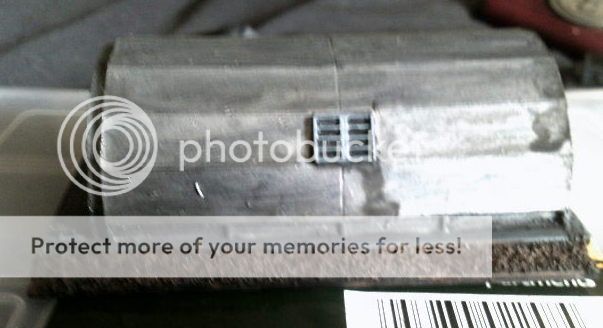 photobucket
Protect more of your memories for less!